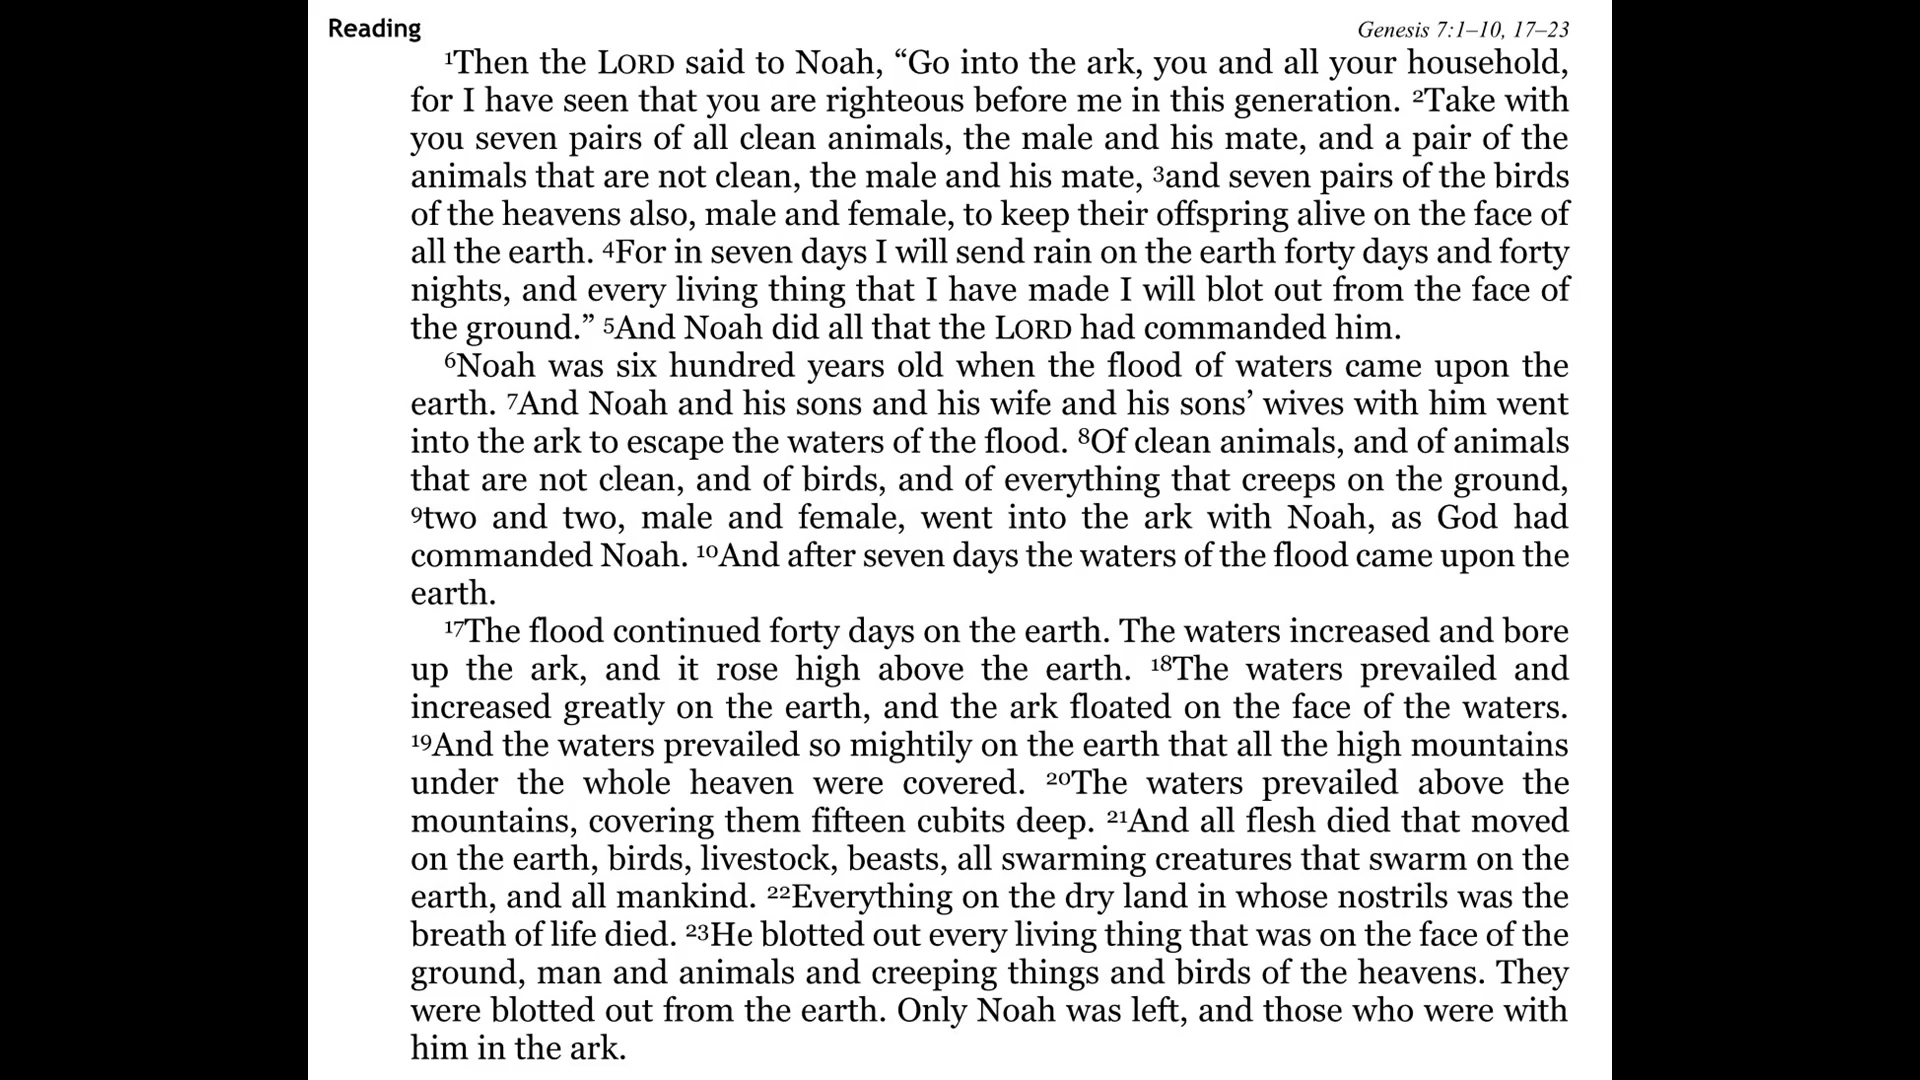 Reading
Genesis 7:1–10, 17–23
¹Then the LORD said to Noah, “Go into the ark, you and all your household,
for I have seen that you are righteous before me in this generation. ²Take with
you seven pairs of all clean animals, the male and his mate, and a pair of the
animals that are not clean, the male and his mate, ³and seven pairs of the birds
of the heavens also, male and female, to keep their offspring alive on the face of
all the earth. ⁴For in seven days I will send rain on the earth forty days and forty
nights, and every living thing that I have made I will blot out from the face of
the ground.” ⁵And Noah did all that the LORD had commanded him.
⁶Noah was six hundred years old when the flood of waters came upon the
earth. ⁷And Noah and his sons and his wife and his sons’ wives with him went
into the ark to escape the waters of the flood. ⁸Of clean animals, and of animals
that are not clean, and of birds, and of everything that creeps on the ground,
⁹two and two, male and female, went into the ark with Noah, as God had
commanded Noah. ¹⁰And after seven days the waters of the flood came upon the
earth.
¹⁷The flood continued forty days on the earth. The waters increased and bore
up the ark, and it rose high above the earth. ¹⁸The waters prevailed and
increased greatly on the earth, and the ark floated on the face of the waters.
¹⁹And the waters prevailed so mightily on the earth that all the high mountains
under the whole heaven were covered. ²⁰The waters prevailed above the
mountains, covering them fifteen cubits deep. ²¹And all flesh died that moved
on the earth, birds, livestock, beasts, all swarming creatures that swarm on the
earth, and all mankind. ²²Everything on the dry land in whose nostrils was the
breath of life died. ²³He blotted out every living thing that was on the face of the
ground, man and animals and creeping things and birds of the heavens. They
were blotted out from the earth. Only Noah was left, and those who were with
him in the ark.